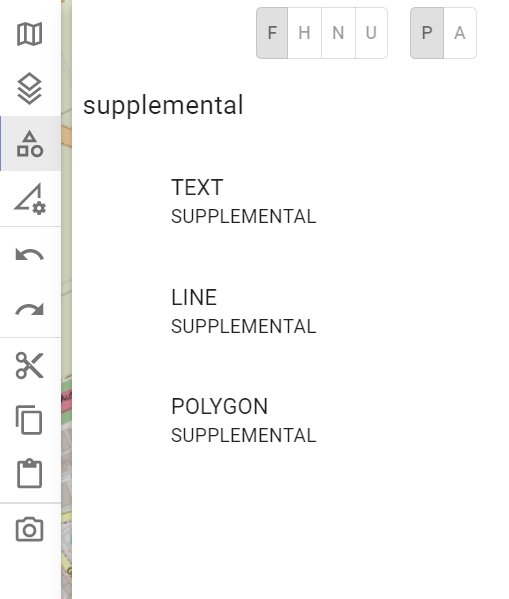 F H N U P A
supplemental
TEXT
SUPPLEMENTAL
LINE
SUPPLEMENTAL
POLYGON
SUPPLEMENTAL